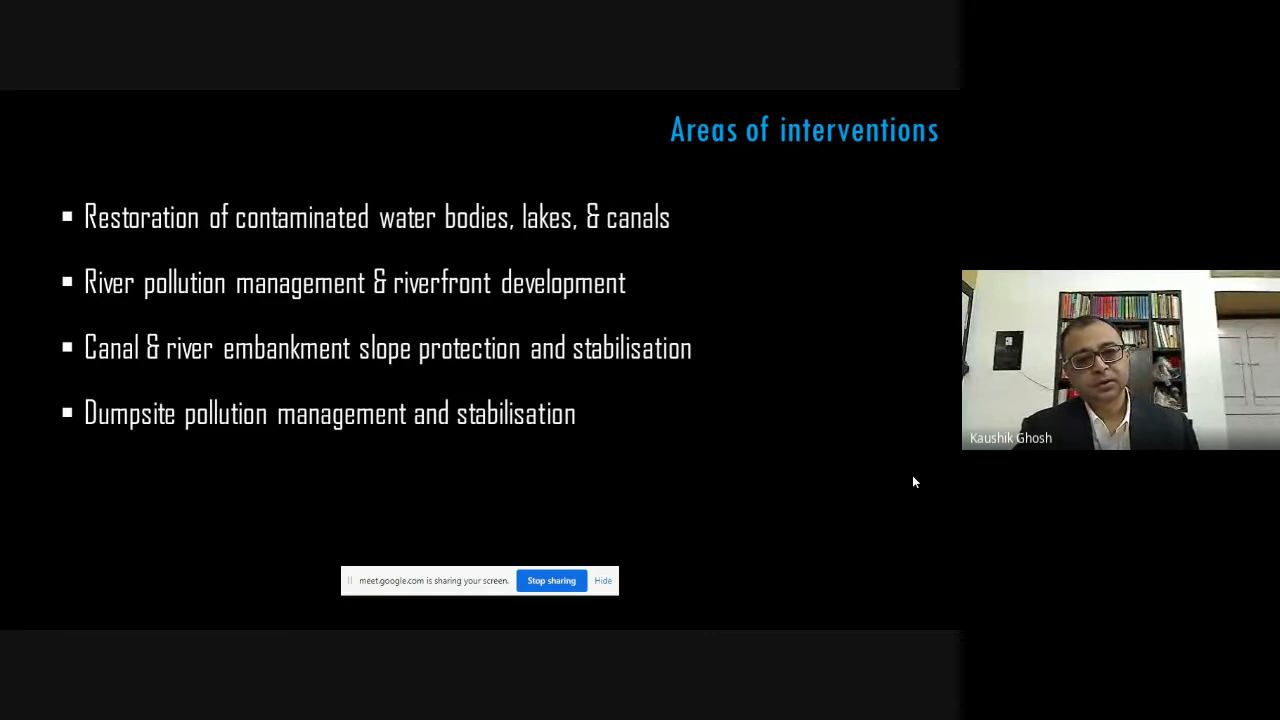 Areas of interventions
▪ Restoration of contaminated water bodies, lakes, & canals
▪ River pollution management & riverfront development
▪ Canal & river embankment slope protection and stabilisation
▪ Dumpsite pollution management and stabilisation
Kaushik Ghosh
meet.google.com is sharing your screen. Stop sharing Hide